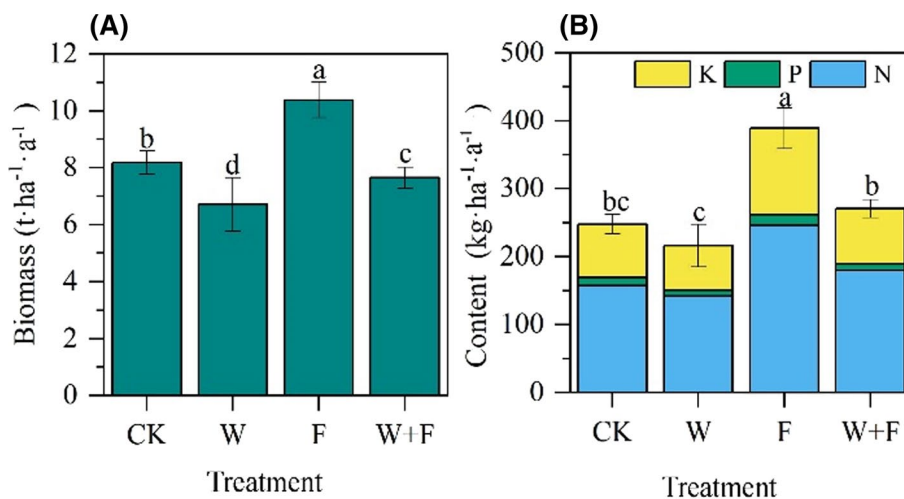 (A)
Biomass (t·ha⁻¹·a⁻¹)
12
10
8
6
4
2
0
b
d
a
c
CK W F W+F
Treatment
(B)
Content (kg·ha⁻¹·a⁻¹)
500
400
300
200
100
0
K P N
bc
c
a
b
CK W F W+F
Treatment